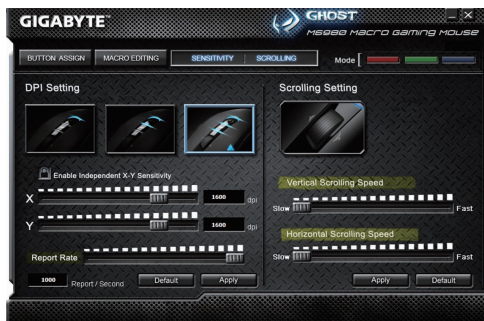 GIGABYTE™
GHOST
M6980 Macro Gaming Mouse
BUTTON ASSIGN MACRO EDITING SENSITIVITY SCROLLING Mode
DPI Setting
Scrolling Setting
Enable Independent X-Y Sensitivity
X 1600 dpi
Y 1600 dpi
Report Rate
1000 Report / Second Default Apply
Vertical Scrolling Speed
Slow Fast
Horizontal Scrolling Speed
Slow Fast
Apply Default